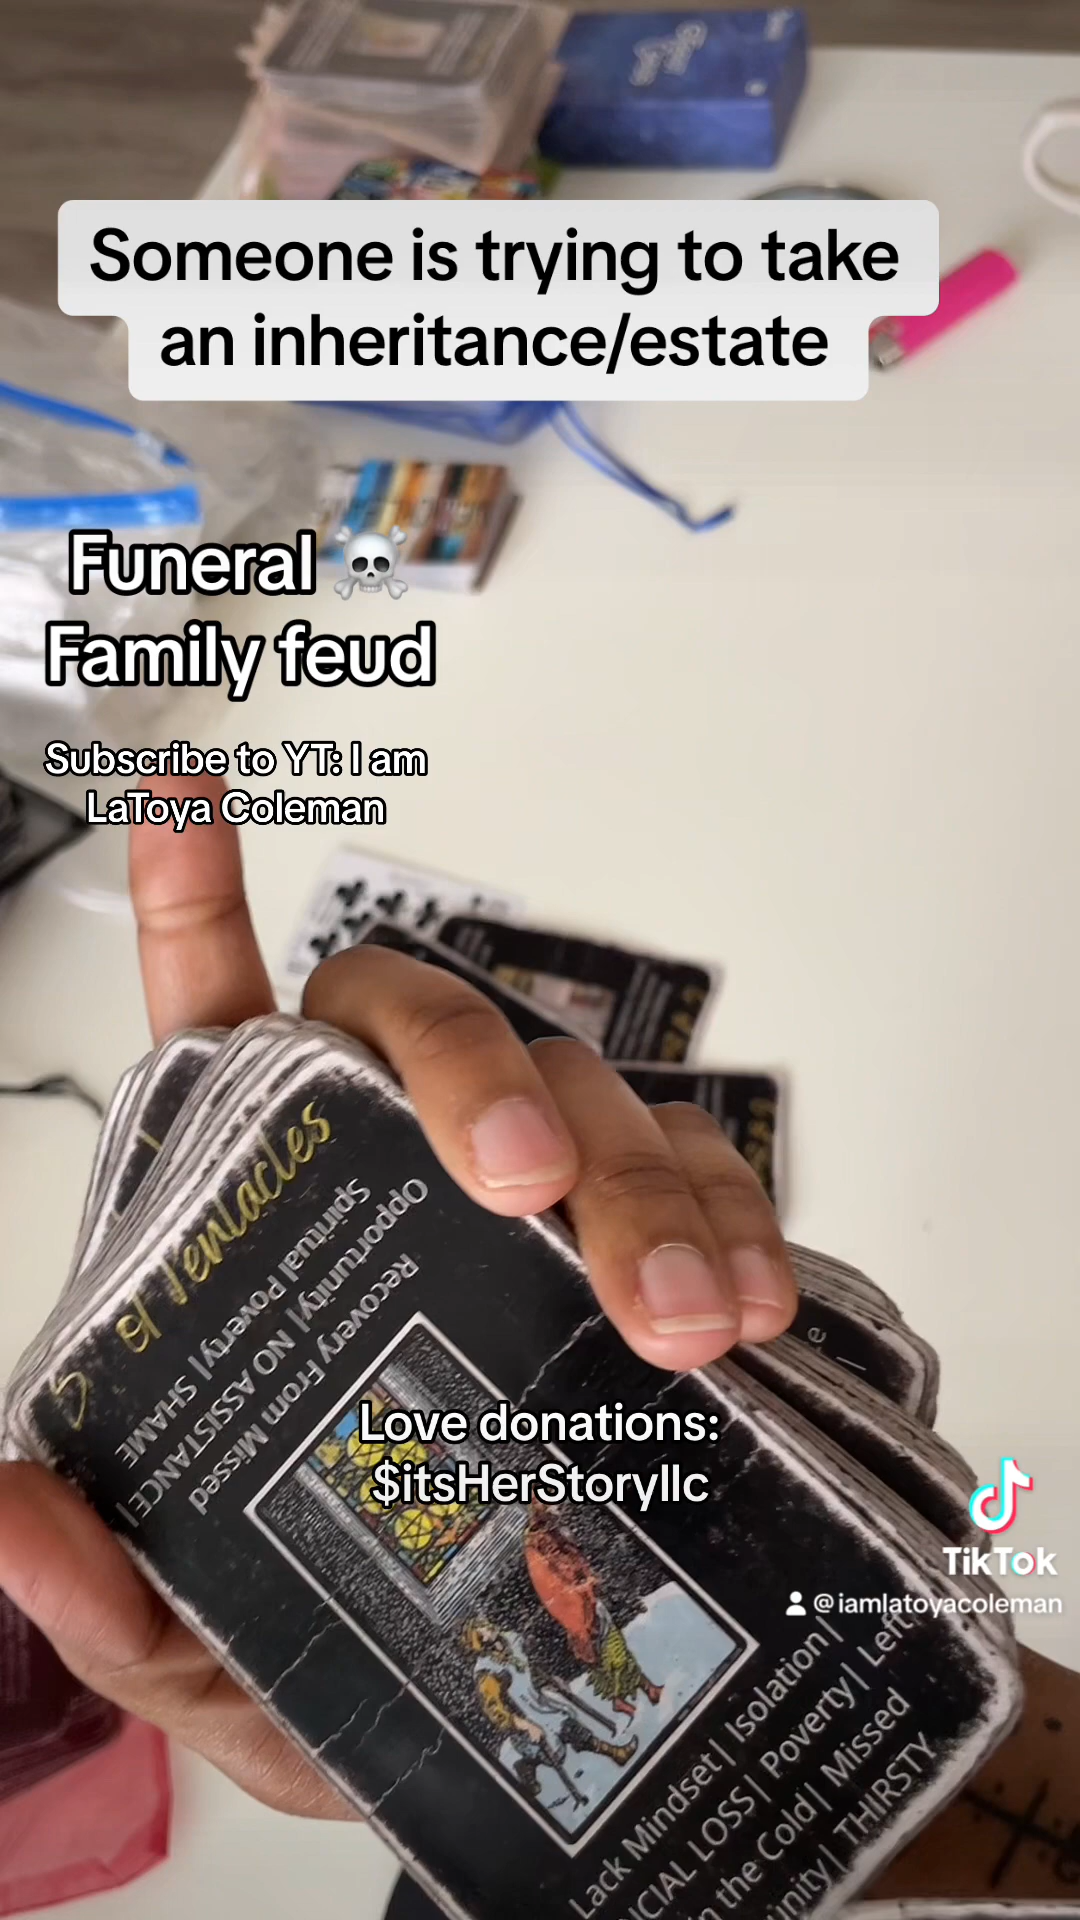 Someone is trying to take
an inheritance/estate
Funeral ☠️
Family feud
Subscribe to YT: I am
LaToya Coleman
5 of Pentacles
Recovery From Missed
Opportunity| NO ASSISTANCE|
Spiritual Poverty| SHAME
Love donations:
$itsHerStoryllc
TikTok
@iamlatoyacoleman
Lack Mindset| Isolation|
LOSS| Poverty| Left
the Cold| Missed
THIRSTY